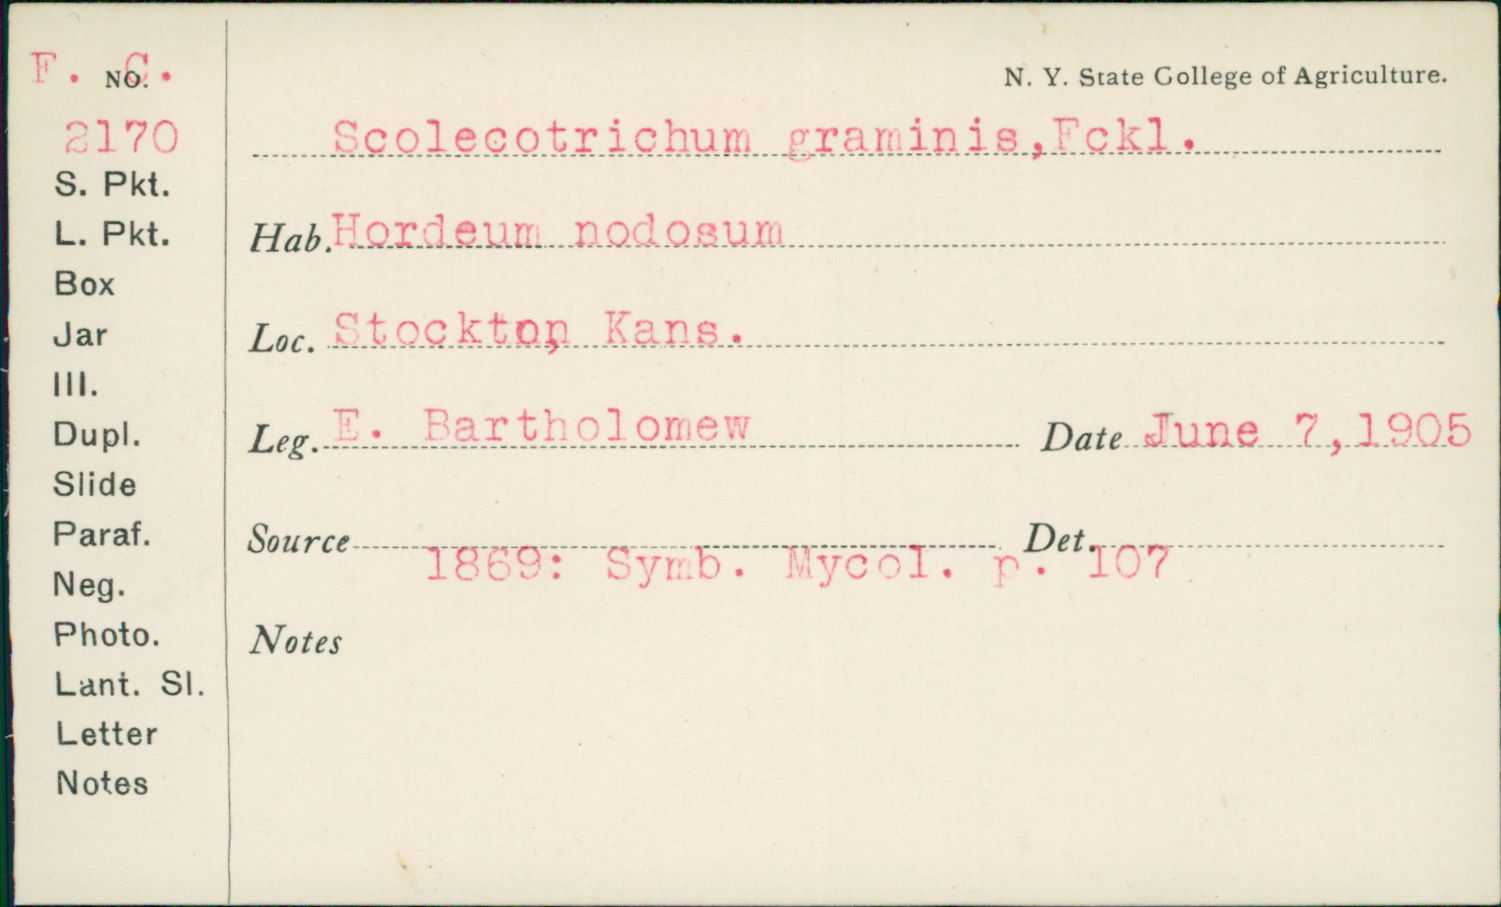 F. C.
NO.
N. Y. State College of Agriculture.
2170
Scolecotrichum graminis,Fckl.
S. Pkt.
L. Pkt.
Hab. Hordeum nodosum
Box
Jar
Loc. Stockton, Kans.
Ill.
Dupl.
Leg. E. Bartholomew Date June 7,1905
Slide
Paraf.
Source Det.
1869: Symb. Mycol. p. 107
Neg.
Photo.
Notes
Lant. Sl.
Letter
Notes